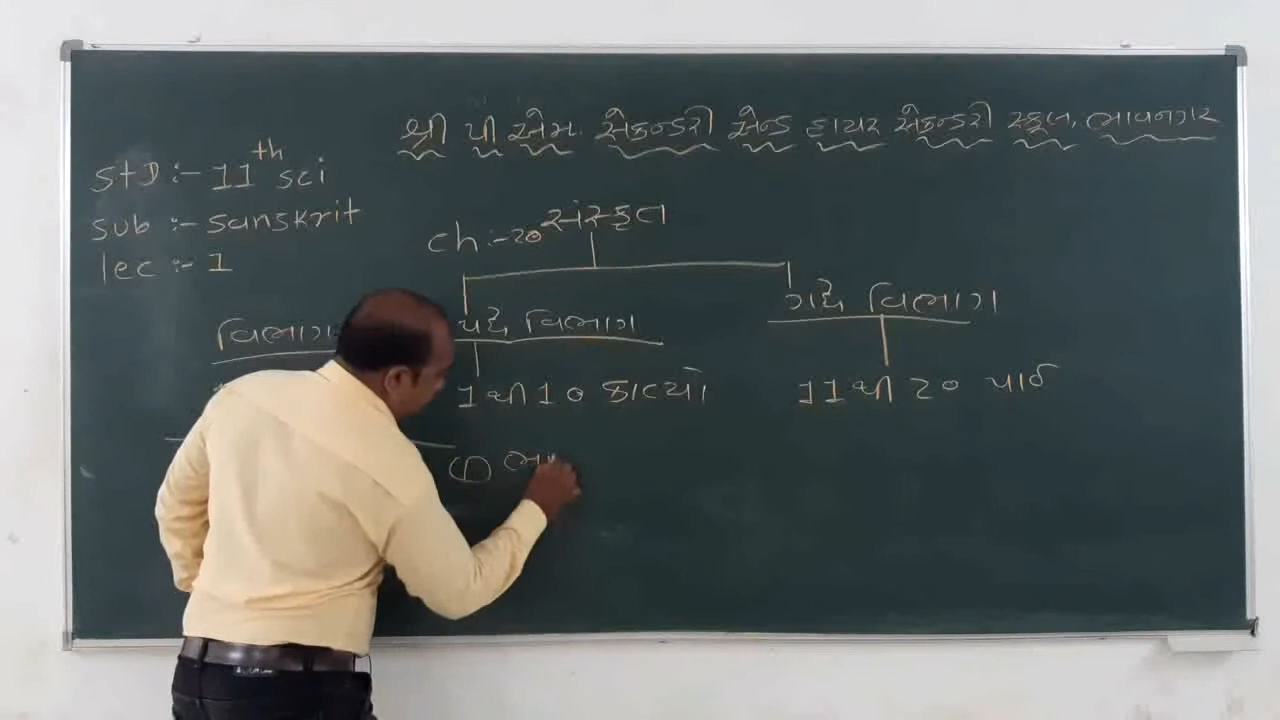 શ્રી પી એમ. સેકન્ડરી એન્ડ હાયર સેકન્ડરી સ્કૂલ, ભાવનગર
STD :- 11th sci
sub :- sanskrit
lec :- 1
ch :- 20 સંસ્કૃત
વિભાગ
પદ્ય વિભાગ
ગદ્ય વિભાગ
1 થી 10 કાવ્યો
11 થી 20 પાઠ